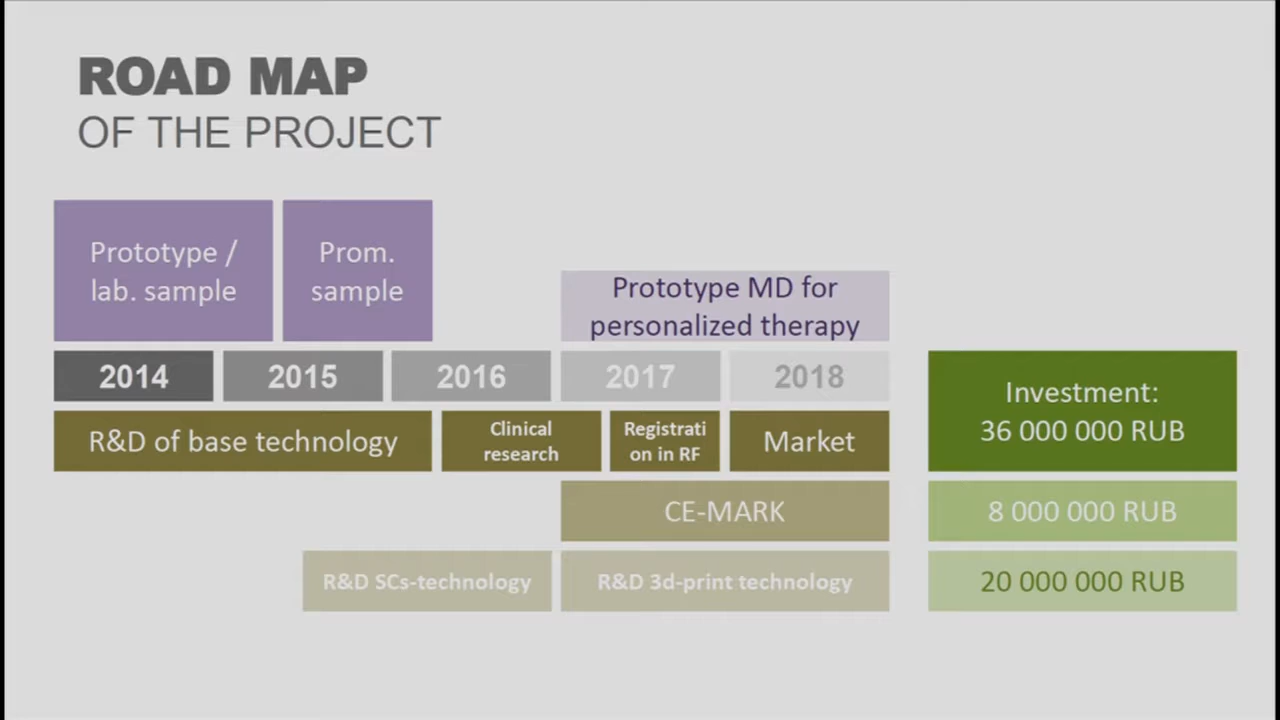 ROAD MAP
OF THE PROJECT
Prototype /
lab. sample
Prom.
sample
Prototype MD for
personalized therapy
2014
2015
2016
2017
2018
Investment:
36 000 000 RUB
R&D of base technology
Clinical
research
Registrati
on in RF
Market
CE-MARK
8 000 000 RUB
R&D SCs-technology
R&D 3d-print technology
20 000 000 RUB